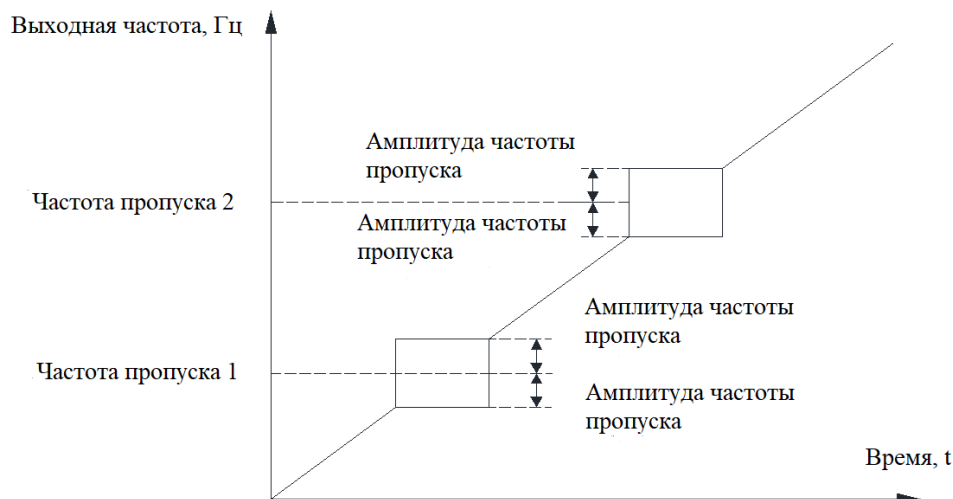 Выходная частота, Гц
Амплитуда частоты
пропуска
Частота пропуска 2
Амплитуда частоты
пропуска
Амплитуда частоты
пропуска
Частота пропуска 1
Амплитуда частоты
пропуска
Время, t